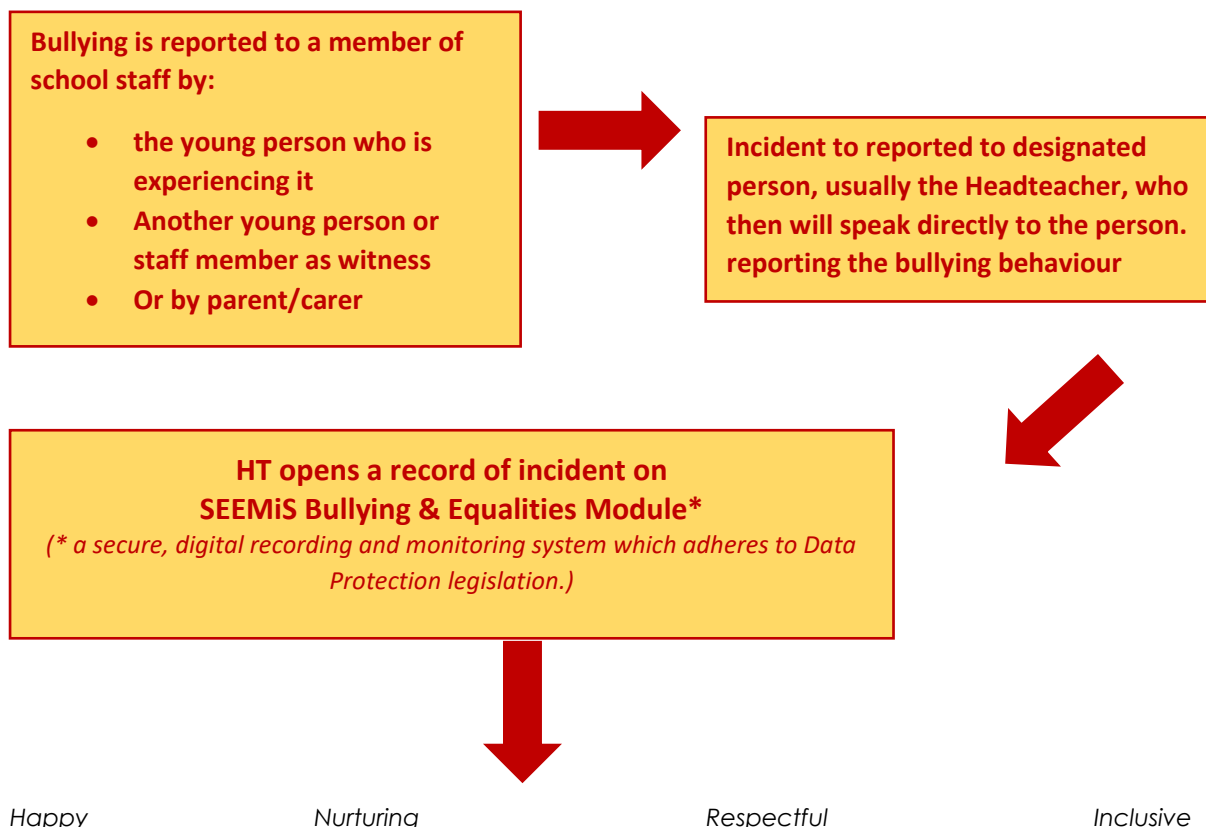 Bullying is reported to a member of
school staff by:
• the young person who is
experiencing it
• Another young person or
staff member as witness
• Or by parent/carer
Incident to reported to designated
person, usually the Headteacher, who
then will speak directly to the person.
reporting the bullying behaviour
HT opens a record of incident on
SEEMiS Bullying & Equalities Module*
(* a secure, digital recording and monitoring system which adheres to Data
Protection legislation.)
Happy Nurturing Respectful Inclusive